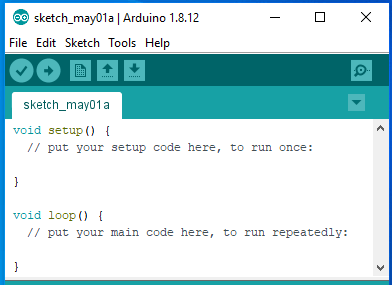 sketch_may01a | Arduino 1.8.12
File Edit Sketch Tools Help
sketch_may01a
void setup() {
  // put your setup code here, to run once:

}

void loop() {
  // put your main code here, to run repeatedly:

}